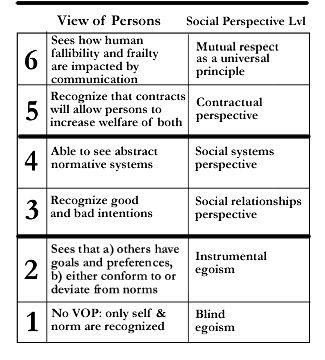 View of Persons Social Perspective Lvl
6
Sees how human
fallibility and frailty
are impacted by
communication
Mutual respect
as a universal
principle
5
Recognize that contracts
will allow persons to
increase welfare of both
Contractual
perspective
4
Able to see abstract
normative systems
Social systems
perspective
3
Recognize good
and bad intentions
Social relationships
perspective
2
Sees that a) others have
goals and preferences,
b) either conform to or
deviate from norms
Instrumental
egoism
1
No VOP: only self &
norm are recognized
Blind
egoism